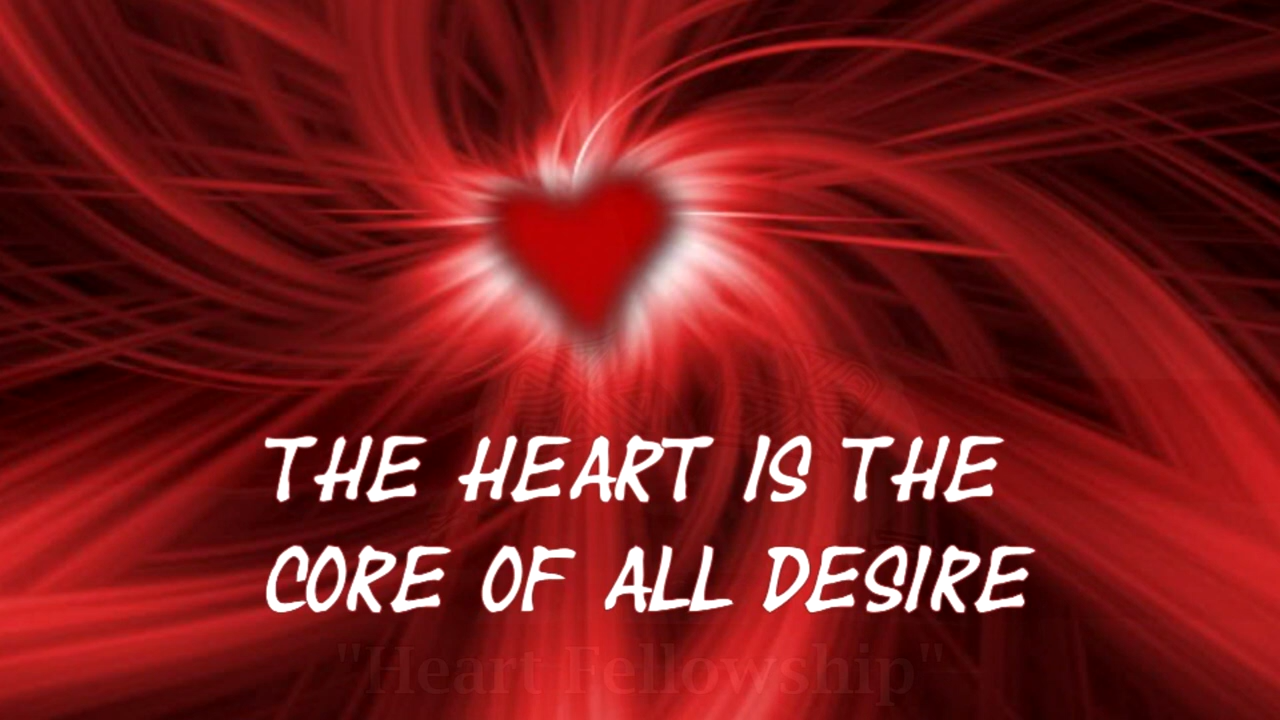 THE HEART IS THE
CORE OF ALL DESIRE
"Heart Fellowship"